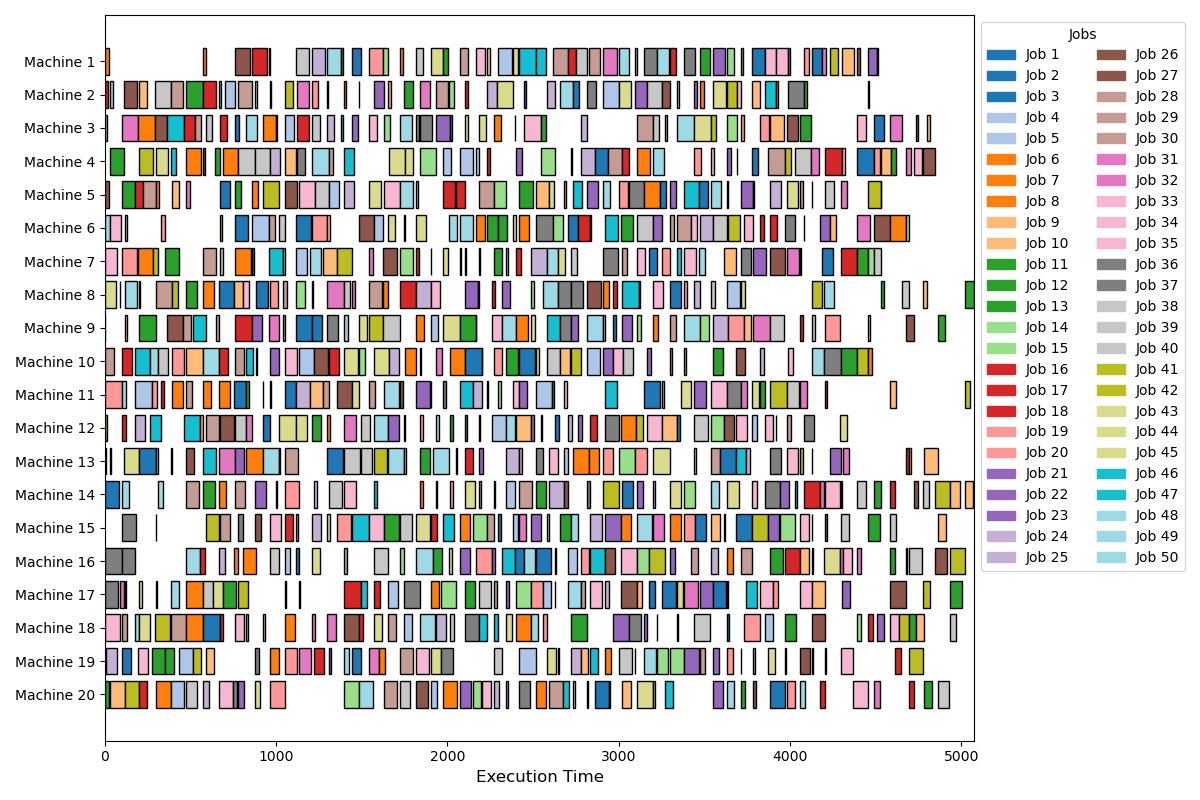 Machine 1
Machine 2
Machine 3
Machine 4
Machine 5
Machine 6
Machine 7
Machine 8
Machine 9
Machine 10
Machine 11
Machine 12
Machine 13
Machine 14
Machine 15
Machine 16
Machine 17
Machine 18
Machine 19
Machine 20
0 1000 2000 3000 4000 5000
Execution Time
Jobs
Job 1
Job 2
Job 3
Job 4
Job 5
Job 6
Job 7
Job 8
Job 9
Job 10
Job 11
Job 12
Job 13
Job 14
Job 15
Job 16
Job 17
Job 18
Job 19
Job 20
Job 21
Job 22
Job 23
Job 24
Job 25
Job 26
Job 27
Job 28
Job 29
Job 30
Job 31
Job 32
Job 33
Job 34
Job 35
Job 36
Job 37
Job 38
Job 39
Job 40
Job 41
Job 42
Job 43
Job 44
Job 45
Job 46
Job 47
Job 48
Job 49
Job 50